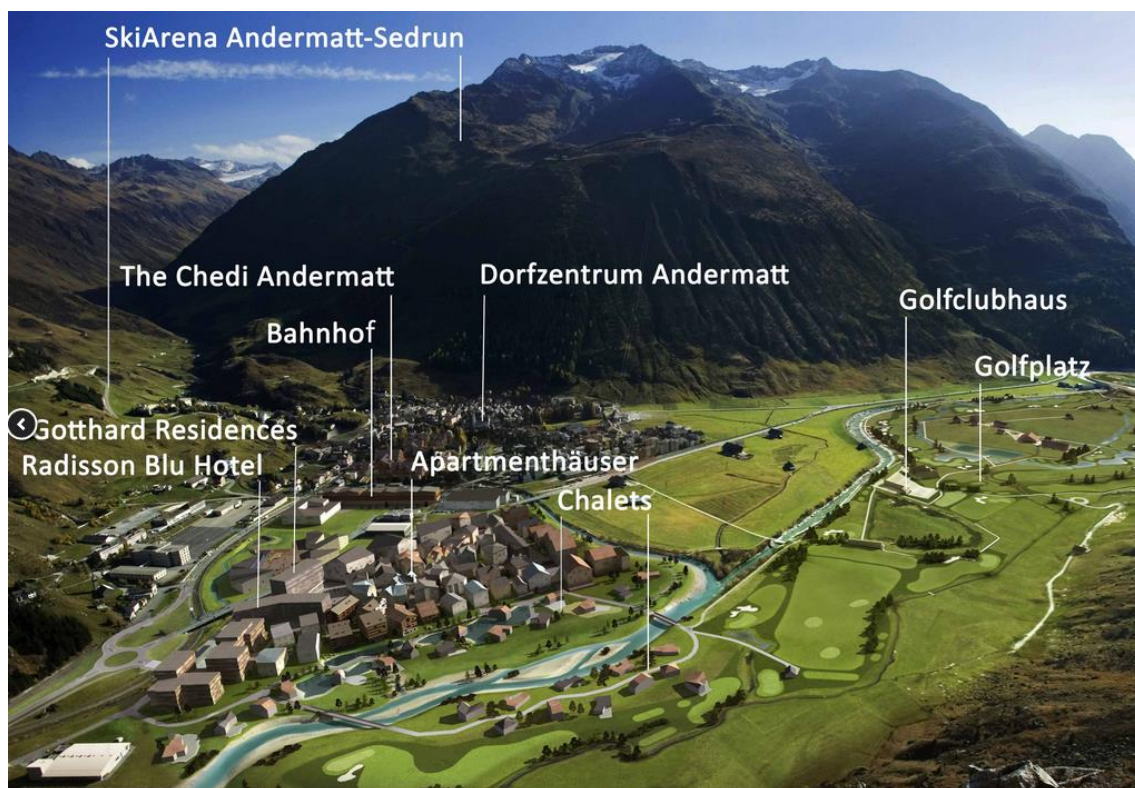 SkiArena Andermatt-Sedrun
The Chedi Andermatt
Dorfzentrum Andermatt
Golfclubhaus
Bahnhof
Golfplatz
Gotthard Residences
Radisson Blu Hotel
Apartmenthäuser
Chalets